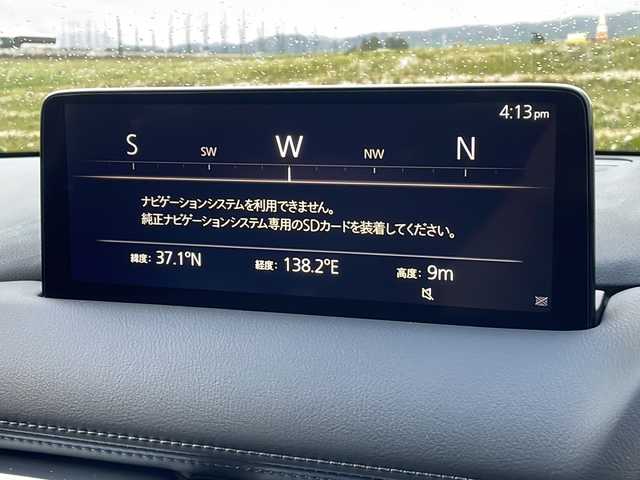 4:13pm
S SW W NW N
ナビゲーションシステムを利用できません。
純正ナビゲーションシステム専用のSDカードを装着してください。
緯度: 37.1°N 経度: 138.2°E 高度: 9m